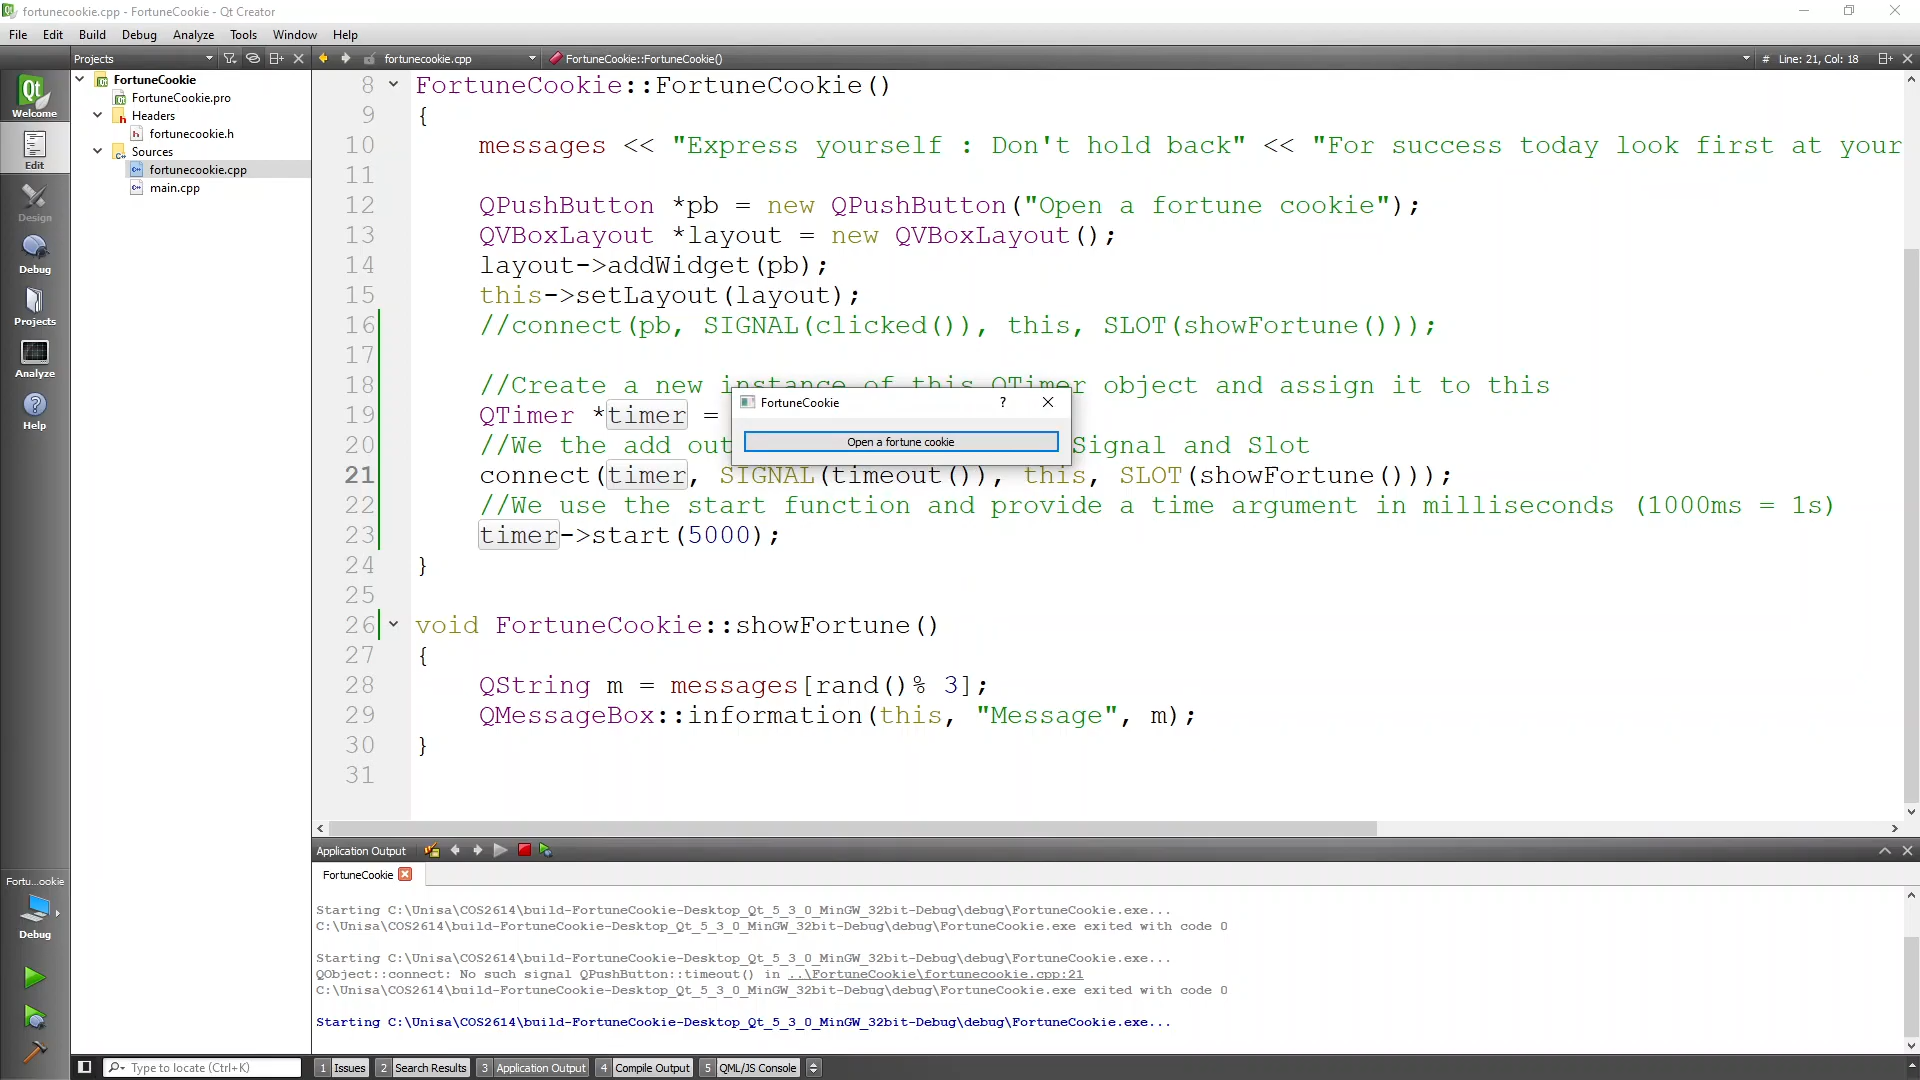 fortunecookie.cpp - FortuneCookie - Qt Creator
File Edit Build Debug Analyze Tools Window Help
Projects
fortunecookie.cpp
FortuneCookie::FortuneCookie()
# Line: 21, Col: 18
Welcome
Edit
Design
Debug
Projects
Analyze
Help
FortuneCookie
FortuneCookie.pro
Headers
fortunecookie.h
Sources
fortunecookie.cpp
main.cpp
8 FortuneCookie::FortuneCookie()
9 {
10 messages << "Express yourself : Don't hold back" << "For success today look first at your
11
12 QPushButton *pb = new QPushButton("Open a fortune cookie");
13 QVBoxLayout *layout = new QVBoxLayout();
14 layout->addWidget(pb);
15 this->setLayout(layout);
16 //connect(pb, SIGNAL(clicked()), this, SLOT(showFortune()));
17
18 //Create a new instance of this QTimer object and assign it to this
19 QTimer *timer =
20 //We the add out Signal and Slot
21 connect(timer, SIGNAL(timeout()), this, SLOT(showFortune()));
22 //We use the start function and provide a time argument in milliseconds (1000ms = 1s)
23 timer->start(5000);
24 }
25
26 void FortuneCookie::showFortune()
27 {
28 QString m = messages[rand()% 3];
29 QMessageBox::information(this, "Message", m);
30 }
31
FortuneCookie ?
Open a fortune cookie
Application Output
FortuneCookie
Starting C:\Unisa\COS2614\build-FortuneCookie-Desktop_Qt_5_3_0_MinGW_32bit-Debug\debug\FortuneCookie.exe...
C:\Unisa\COS2614\build-FortuneCookie-Desktop_Qt_5_3_0_MinGW_32bit-Debug\debug\FortuneCookie.exe exited with code 0
Starting C:\Unisa\COS2614\build-FortuneCookie-Desktop_Qt_5_3_0_MinGW_32bit-Debug\debug\FortuneCookie.exe...
QObject::connect: No such signal QPushButton::timeout() in ..\FortuneCookie\fortunecookie.cpp:21
C:\Unisa\COS2614\build-FortuneCookie-Desktop_Qt_5_3_0_MinGW_32bit-Debug\debug\FortuneCookie.exe exited with code 0
Starting C:\Unisa\COS2614\build-FortuneCookie-Desktop_Qt_5_3_0_MinGW_32bit-Debug\debug\FortuneCookie.exe...
Fortu...ookie
Debug
Type to locate (Ctrl+K)
1 Issues 2 Search Results 3 Application Output 4 Compile Output 5 QML/JS Console